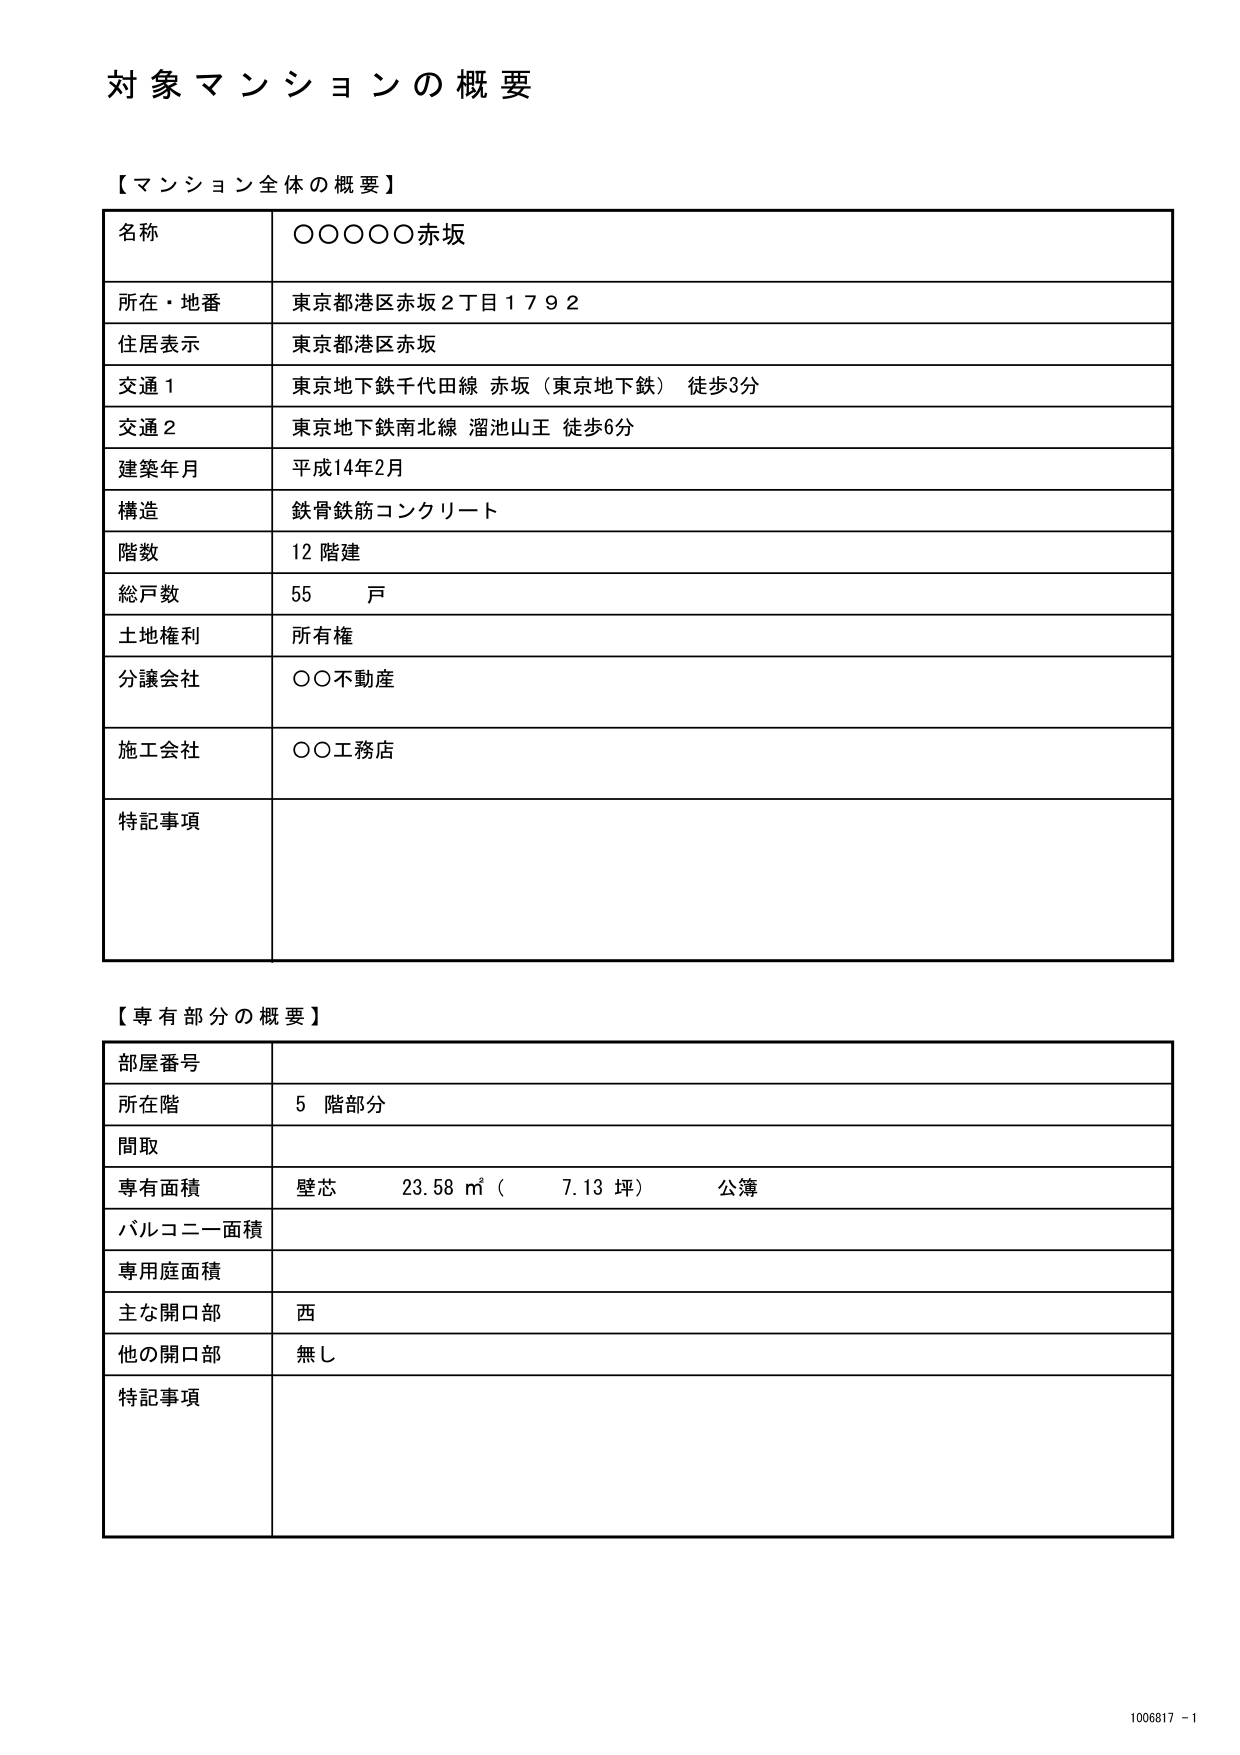 対象マンションの概要
【マンション全体の概要】
名称 〇〇〇〇〇赤坂
所在・地番 東京都港区赤坂２丁目１７９２
住居表示 東京都港区赤坂
交通１ 東京地下鉄千代田線 赤坂（東京地下鉄） 徒歩3分
交通２ 東京地下鉄南北線 溜池山王 徒歩6分
建築年月 平成14年2月
構造 鉄骨鉄筋コンクリート
階数 12 階建
総戸数 55 戸
土地権利 所有権
分譲会社 〇〇不動産
施工会社 〇〇工務店
特記事項
【専有部分の概要】
部屋番号
所在階 5 階部分
間取
専有面積 壁芯 23.58 ㎡ ( 7.13 坪) 公簿
バルコニー面積
専用庭面積
主な開口部 西
他の開口部 無し
特記事項
1006817 -1